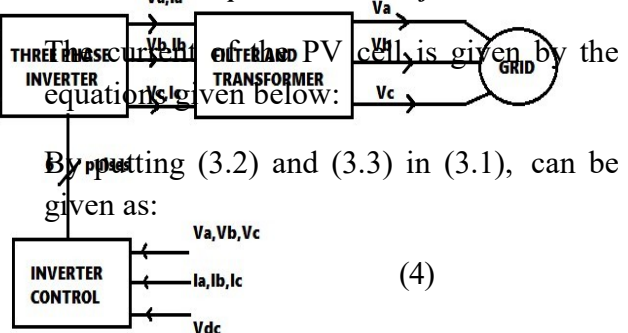 Va
THREE PHASE
INVERTER
Vb,Ib
Vc,Ic
FILTER AND
TRANSFORMER
Vb
Vc
GRID
The current of the PV cell is given by the
equations given below:
6 pulses
By putting (3.2) and (3.3) in (3.1), can be
given as:
Va,Vb,Vc
INVERTER
CONTROL
Ia,Ib,Ic
Vdc
(4)